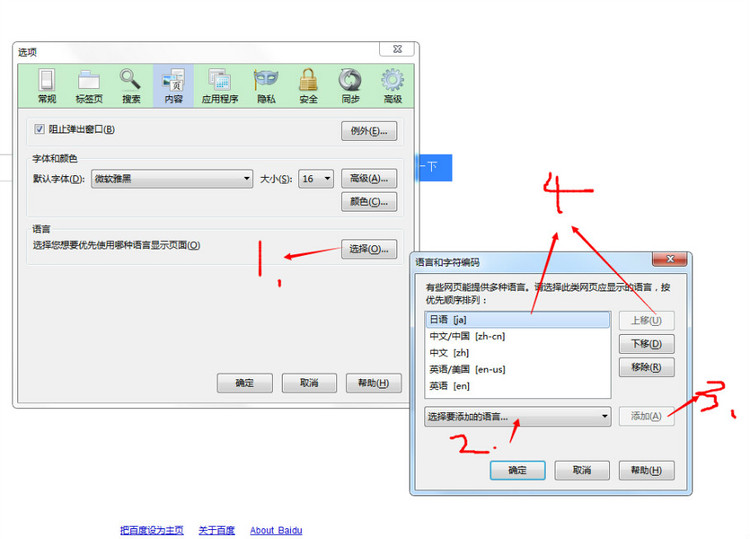 选项
常规 标签页 搜索 内容 应用程序 隐私 安全 同步 高级
阻止弹出窗口(B) 例外(E)...
字体和颜色
默认字体(D): 微软雅黑 大小(S): 16 高级(A)...
颜色(C)...
语言
选择您想要优先使用哪种语言显示页面(O) 选择(O)...
确定 取消 帮助(H)
一下
1.
4
语言和字符编码
有些网页能提供多种语言。请选择此类网页应显示的语言，按
优先顺序排列：
日语 [ja] 上移(U)
中文/中国 [zh-cn] 下移(D)
中文 [zh]
英语/美国 [en-us] 移除(R)
英语 [en]
选择要添加的语言... 添加(A)
2.
3.
确定 取消 帮助(H)
把百度设为主页 关于百度 About Baidu